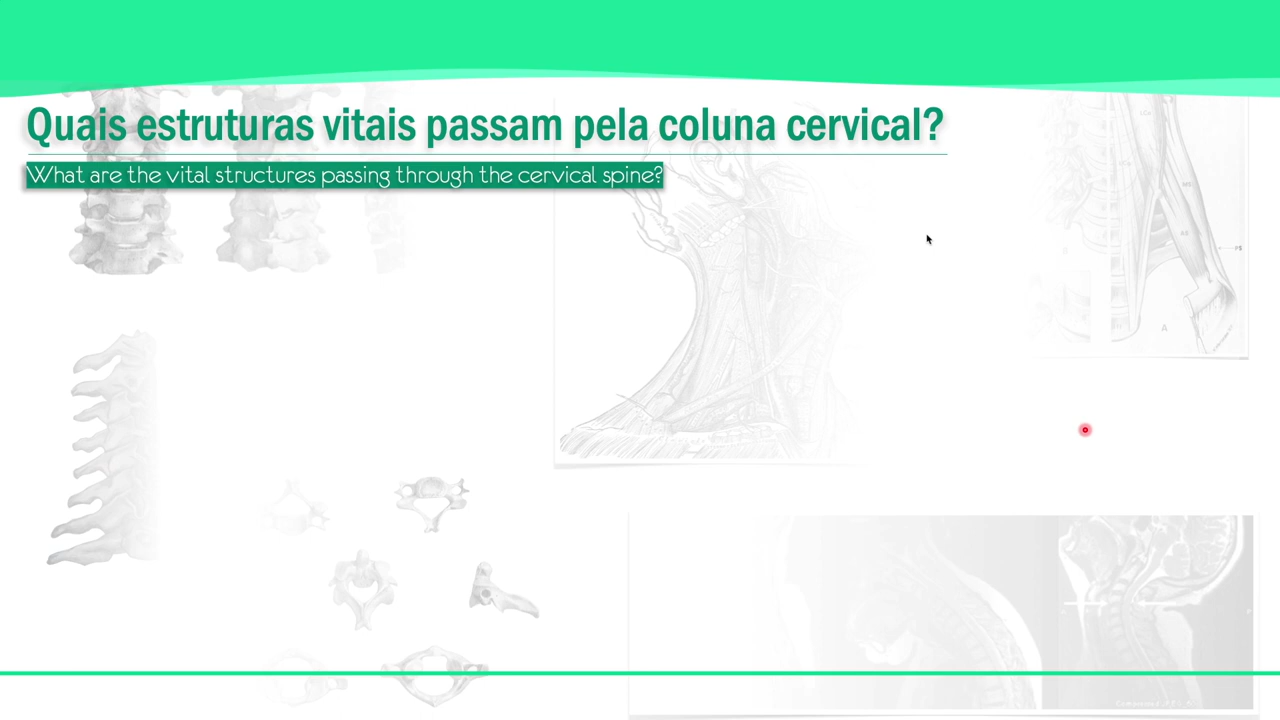 Quais estruturas vitais passam pela coluna cervical?
What are the vital structures passing through the cervical spine?
A